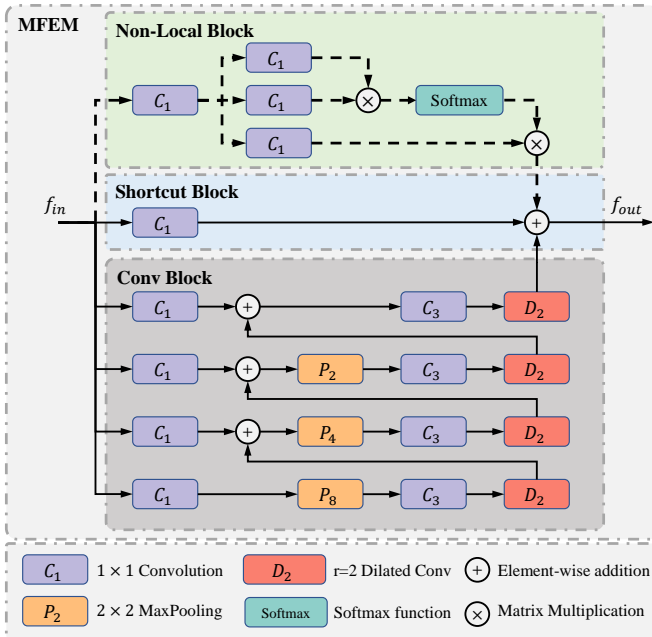 MFEM
Non-Local Block
C₁
C₁ C₁ Softmax
C₁
Shortcut Block
f_in C₁ f_out
Conv Block
C₁ C₃ D₂
C₁ P₂ C₃ D₂
C₁ P₄ C₃ D₂
C₁ P₈ C₃ D₂
C₁ 1 × 1 Convolution D₂ r=2 Dilated Conv Element-wise addition
P₂ 2 × 2 MaxPooling Softmax Softmax function Matrix Multiplication